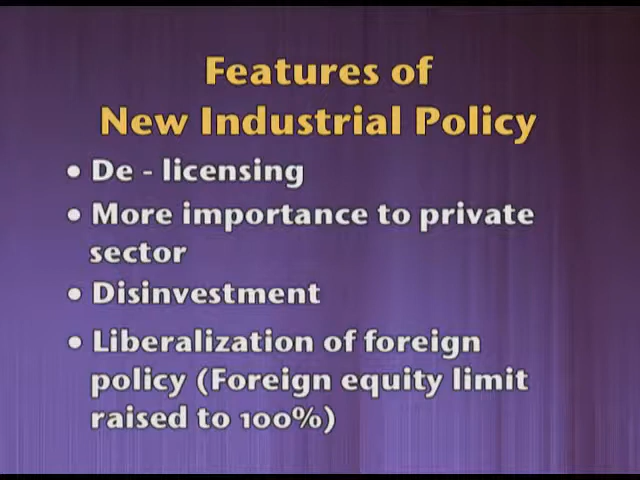 Features of
New Industrial Policy
• De - licensing
• More importance to private
sector
• Disinvestment
• Liberalization of foreign
policy (Foreign equity limit
raised to 100%)